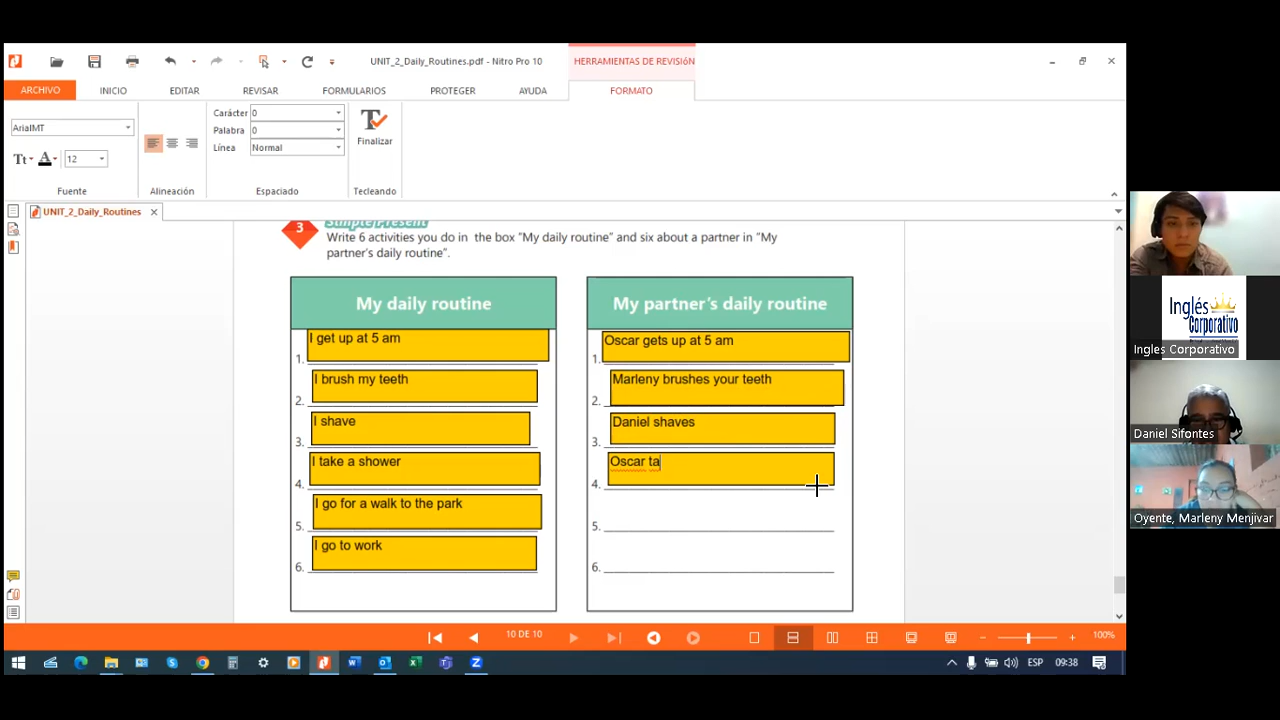 UNIT_2_Daily_Routines.pdf - Nitro Pro 10
HERRAMIENTAS DE REVISIÓN
ARCHIVO
INICIO
EDITAR
REVISAR
FORMULARIOS
PROTEGER
AYUDA
FORMATO
ArialMT
Tt
A
12
Fuente
Alineación
Carácter 0
Palabra 0
Línea Normal
Espaciado
Finalizar
Tecleando
UNIT_2_Daily_Routines
3
Simple Present
Write 6 activities you do in the box "My daily routine" and six about a partner in "My
partner's daily routine".
My daily routine
1. I get up at 5 am
2. I brush my teeth
3. I shave
4. I take a shower
5. I go for a walk to the park
6. I go to work
My partner's daily routine
1. Oscar gets up at 5 am
2. Marleny brushes your teeth
3. Daniel shaves
4. Oscar ta
5.
6.
Inglés
Corporativo
Ingles Corporativo
Daniel Sifontes
Oyente, Marleny Menjivar
10 DE 10
100%
ESP
09:38